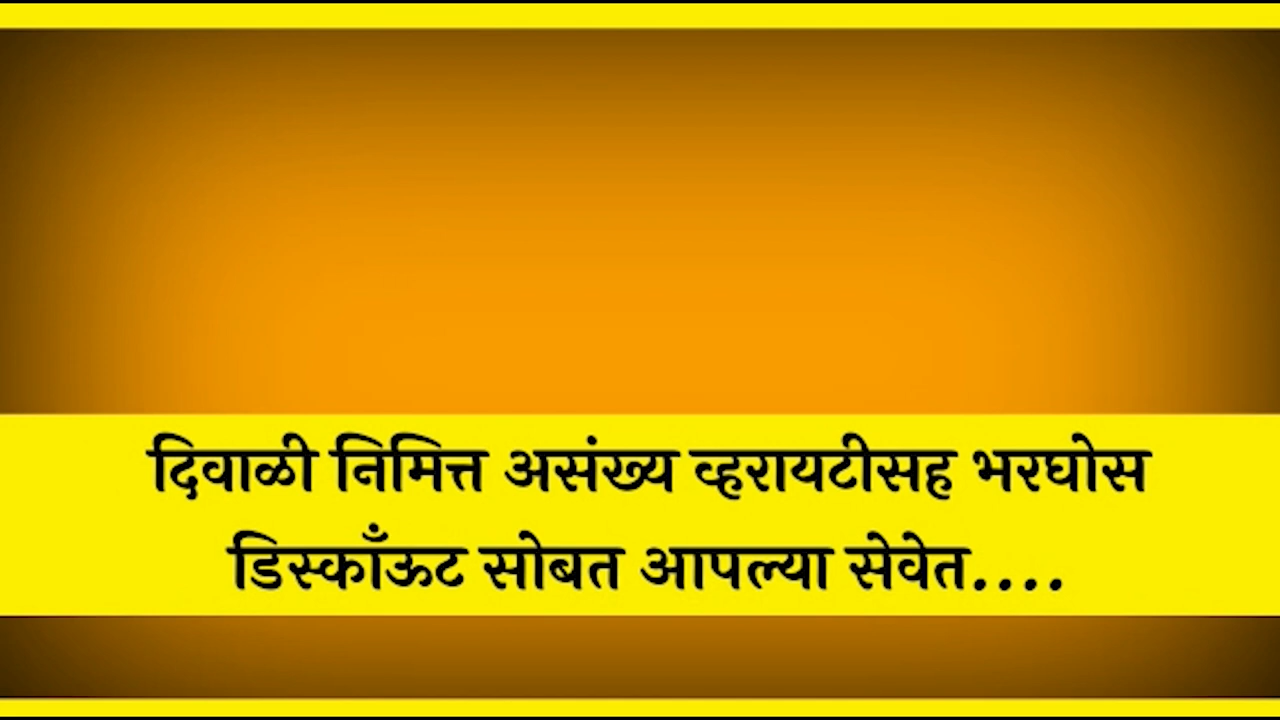 दिवाळी निमित्त असंख्य व्हरायटीसह भरघोस
डिस्काँऊट सोबत आपल्या सेवेत....